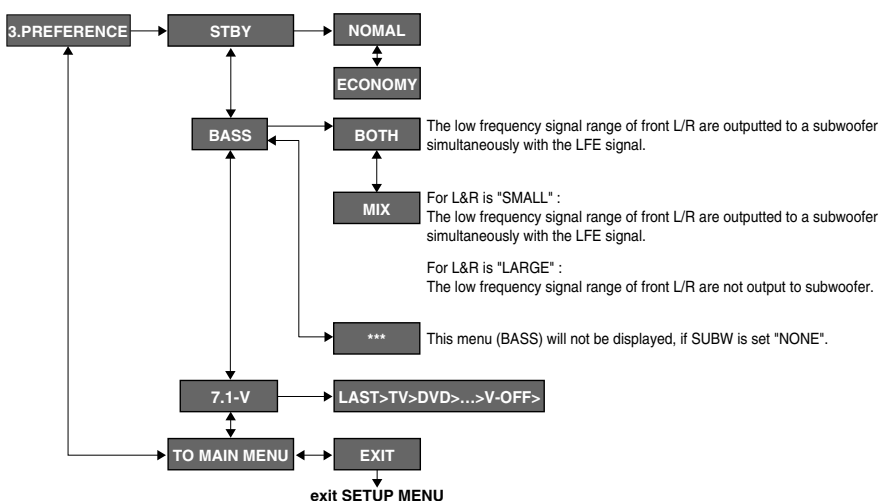 3.PREFERENCE
STBY
NOMAL
ECONOMY
BASS
BOTH
The low frequency signal range of front L/R are outputted to a subwoofer
simultaneously with the LFE signal.
MIX
For L&R is "SMALL" :
The low frequency signal range of front L/R are outputted to a subwoofer
simultaneously with the LFE signal.
For L&R is "LARGE" :
The low frequency signal range of front L/R are not output to subwoofer.
***
This menu (BASS) will not be displayed, if SUBW is set "NONE".
7.1-V
LAST>TV>DVD>...>V-OFF>
TO MAIN MENU
EXIT
exit SETUP MENU